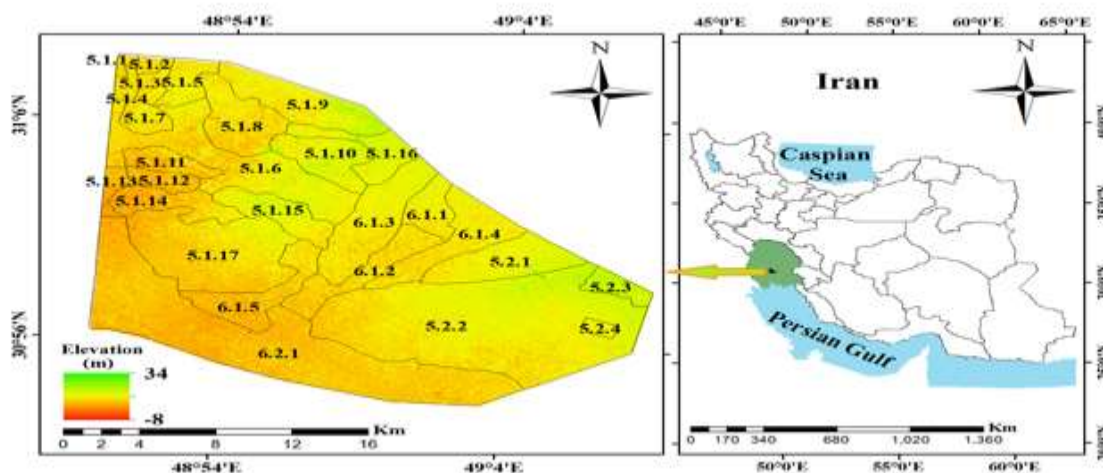 48°54'E 49°4'E
45°0'E 50°0'E 55°0'E 60°0'E 65°0'E
N
N
Iran
Caspian
Sea
Persian Gulf
31°6'N
30°56'N
5.1.1
5.1.2
5.1.3
5.1.5
5.1.4
5.1.7
5.1.9
5.1.8
5.1.10
5.1.16
5.1.11
5.1.6
5.1.13
5.1.12
5.1.14
5.1.15
6.1.3
6.1.1
6.1.4
5.1.17
5.2.1
6.1.2
5.2.3
6.1.5
5.2.2
5.2.4
6.2.1
Elevation
(m)
34
-8
Km
0 2 4 8 12 16
Km
0 170 340 680 1,020 1,360
48°54'E 49°4'E
50°0'E 55°0'E 60°0'E